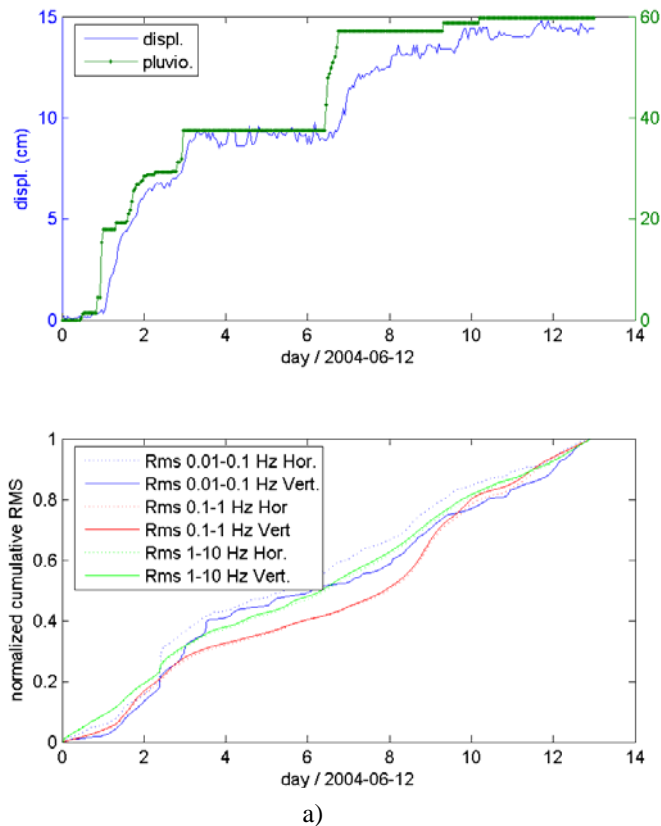 15
60
displ.
pluvio.
10
40
displ. (cm)
5
20
0
0
0 2 4 6 8 10 12 14
day / 2004-06-12
1
Rms 0.01-0.1 Hz Hor.
Rms 0.01-0.1 Hz Vert.
Rms 0.1-1 Hz Hor
Rms 0.1-1 Hz Vert
Rms 1-10 Hz Hor.
Rms 1-10 Hz Vert.
0.8
0.6
0.4
0.2
0
normalized cumulative RMS
0 2 4 6 8 10 12 14
day / 2004-06-12
a)